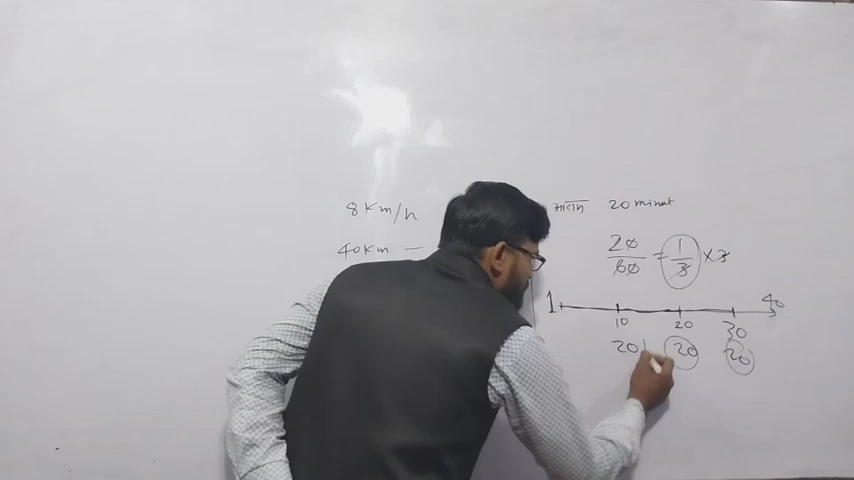 8 Km/h
40 Km —
20 minut
20/60 = 1/3 × 3
1 40
10 20 30
20 20 20